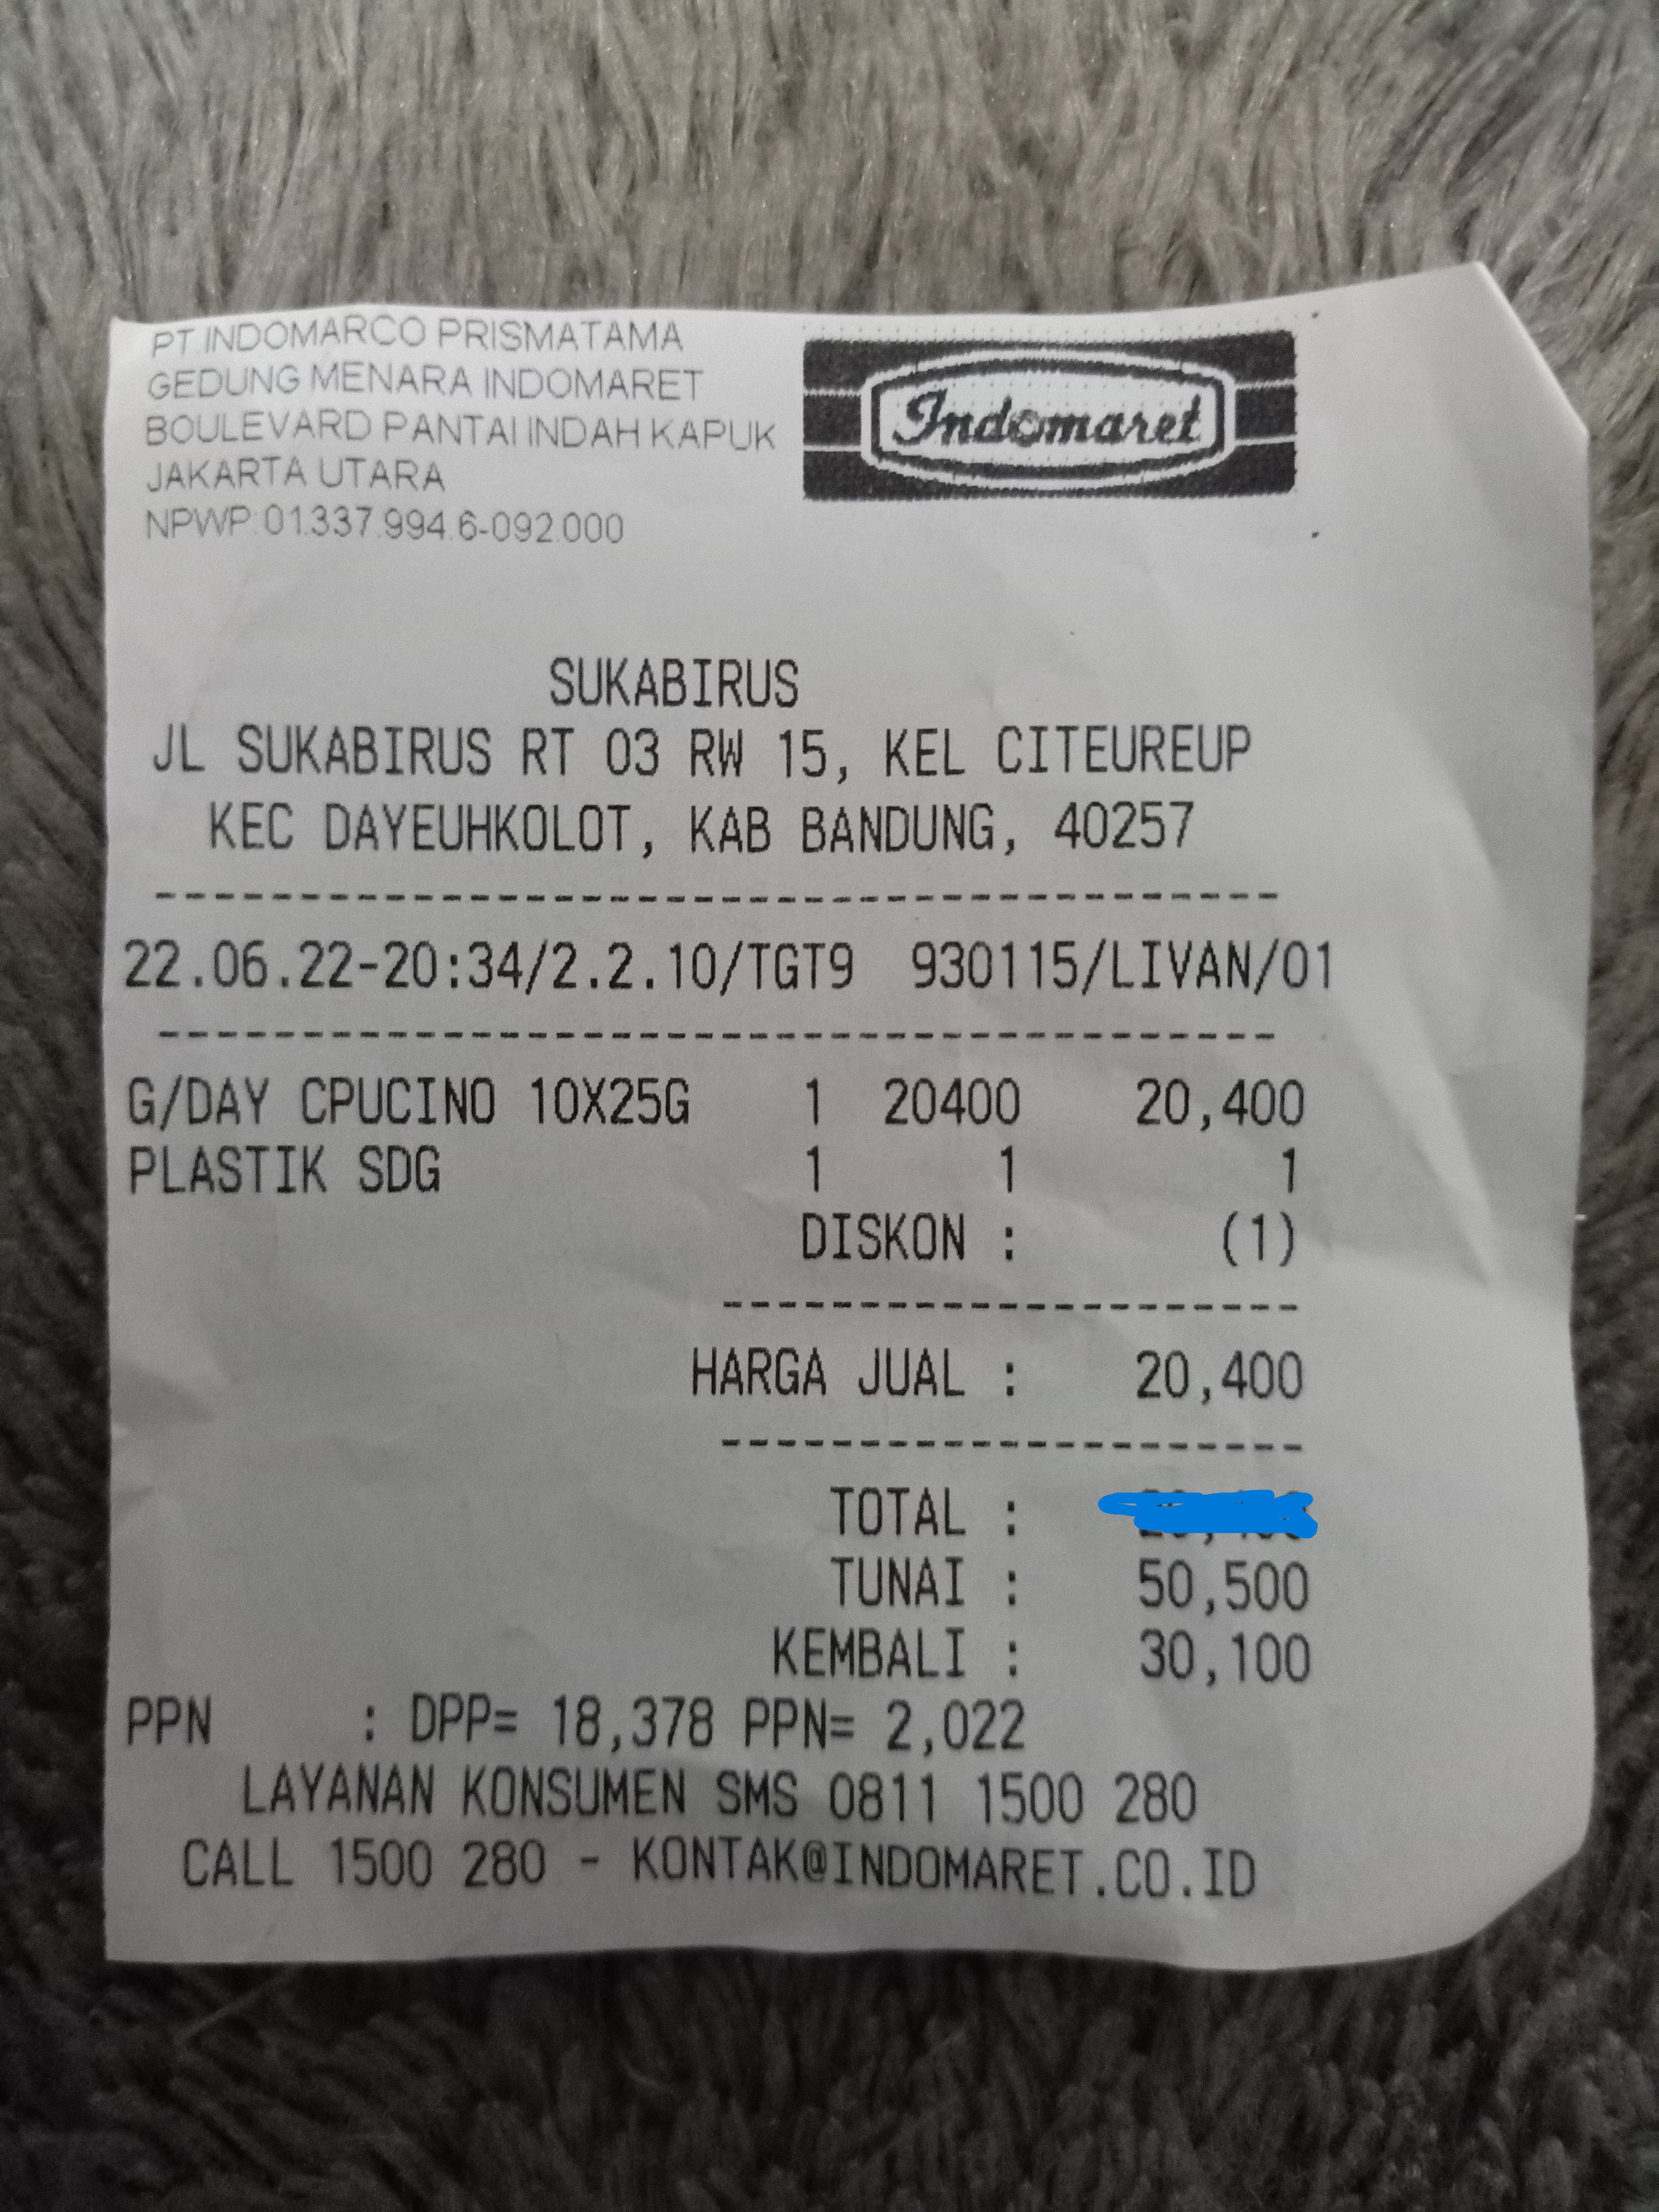 PT.INDOMARCO PRISMATAMA
GEDUNG MENARA INDOMARET
BOULEVARD PANTAI INDAH KAPUK
JAKARTA UTARA
NPWP:01.337.994.6-092.000
Indomaret
SUKABIRUS
JL SUKABIRUS RT 03 RW 15, KEL CITEUREUP
KEC DAYEUHKOLOT, KAB BANDUNG, 40257
22.06.22-20:34/2.2.10/TGT9 930115/LIVAN/01
G/DAY CPUCINO 10X25G 1 20400 20,400
PLASTIK SDG 1 1 1
DISKON : (1)
HARGA JUAL : 20,400
TOTAL :
TUNAI : 50,500
KEMBALI : 30,100
PPN : DPP= 18,378 PPN= 2,022
LAYANAN KONSUMEN SMS 0811 1500 280
CALL 1500 280 - KONTAK@INDOMARET.CO.ID